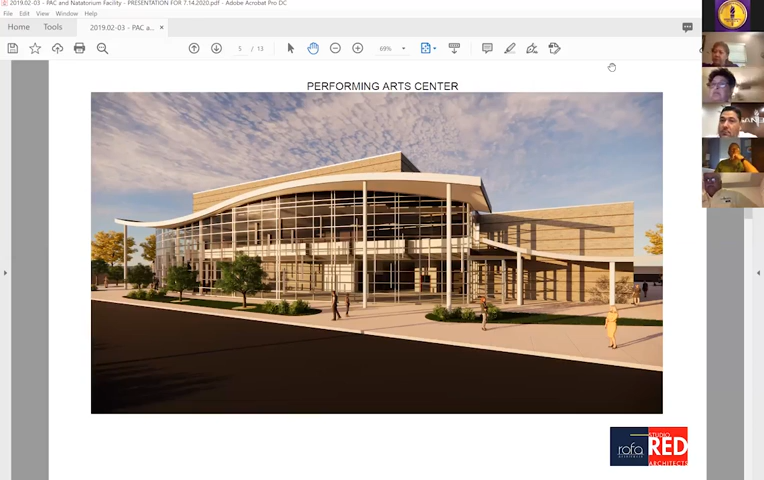 2019.02-03 - PAC and Natatorium Facility - PRESENTATION FOR 7.14.2020.pdf - Adobe Acrobat Pro DC
File Edit View Window Help
Home Tools 2019.02-03 - PAC a... ×
5 / 13 69%
PERFORMING ARTS CENTER
STUDIO
rofa RED
ARCHITECTS